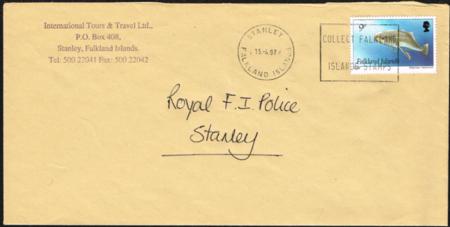 International Tours & Travel Ltd.,
P.O. Box 408,
Stanley, Falkland Islands.
Tel: 500 22041 Fax: 500 22042
STANLEY
FALKLAND ISLANDS
COLLECT FALKLAND
ISLANDS STAMPS
9p
Falkland Islands
Royal F.I. Police
Stanley